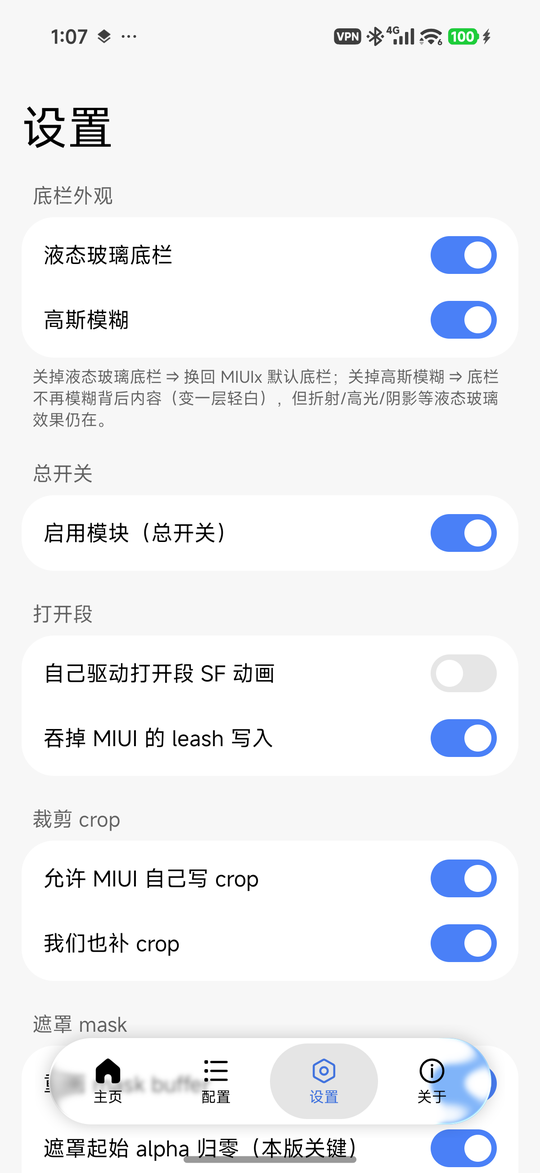 1:07 ··· VPN 4G 6 100
设置
底栏外观
液态玻璃底栏
高斯模糊
关掉液态玻璃底栏 ⇒ 换回 MIUIx 默认底栏；关掉高斯模糊 ⇒ 底栏
不再模糊背后内容（变一层轻白），但折射/高光/阴影等液态玻璃
效果仍在。
总开关
启用模块（总开关）
打开段
自己驱动打开段 SF 动画
吞掉 MIUI 的 leash 写入
裁剪 crop
允许 MIUI 自己写 crop
我们也补 crop
遮罩 mask
mask buffer
主页 配置 设置 关于
遮罩起始 alpha 归零（本版关键）